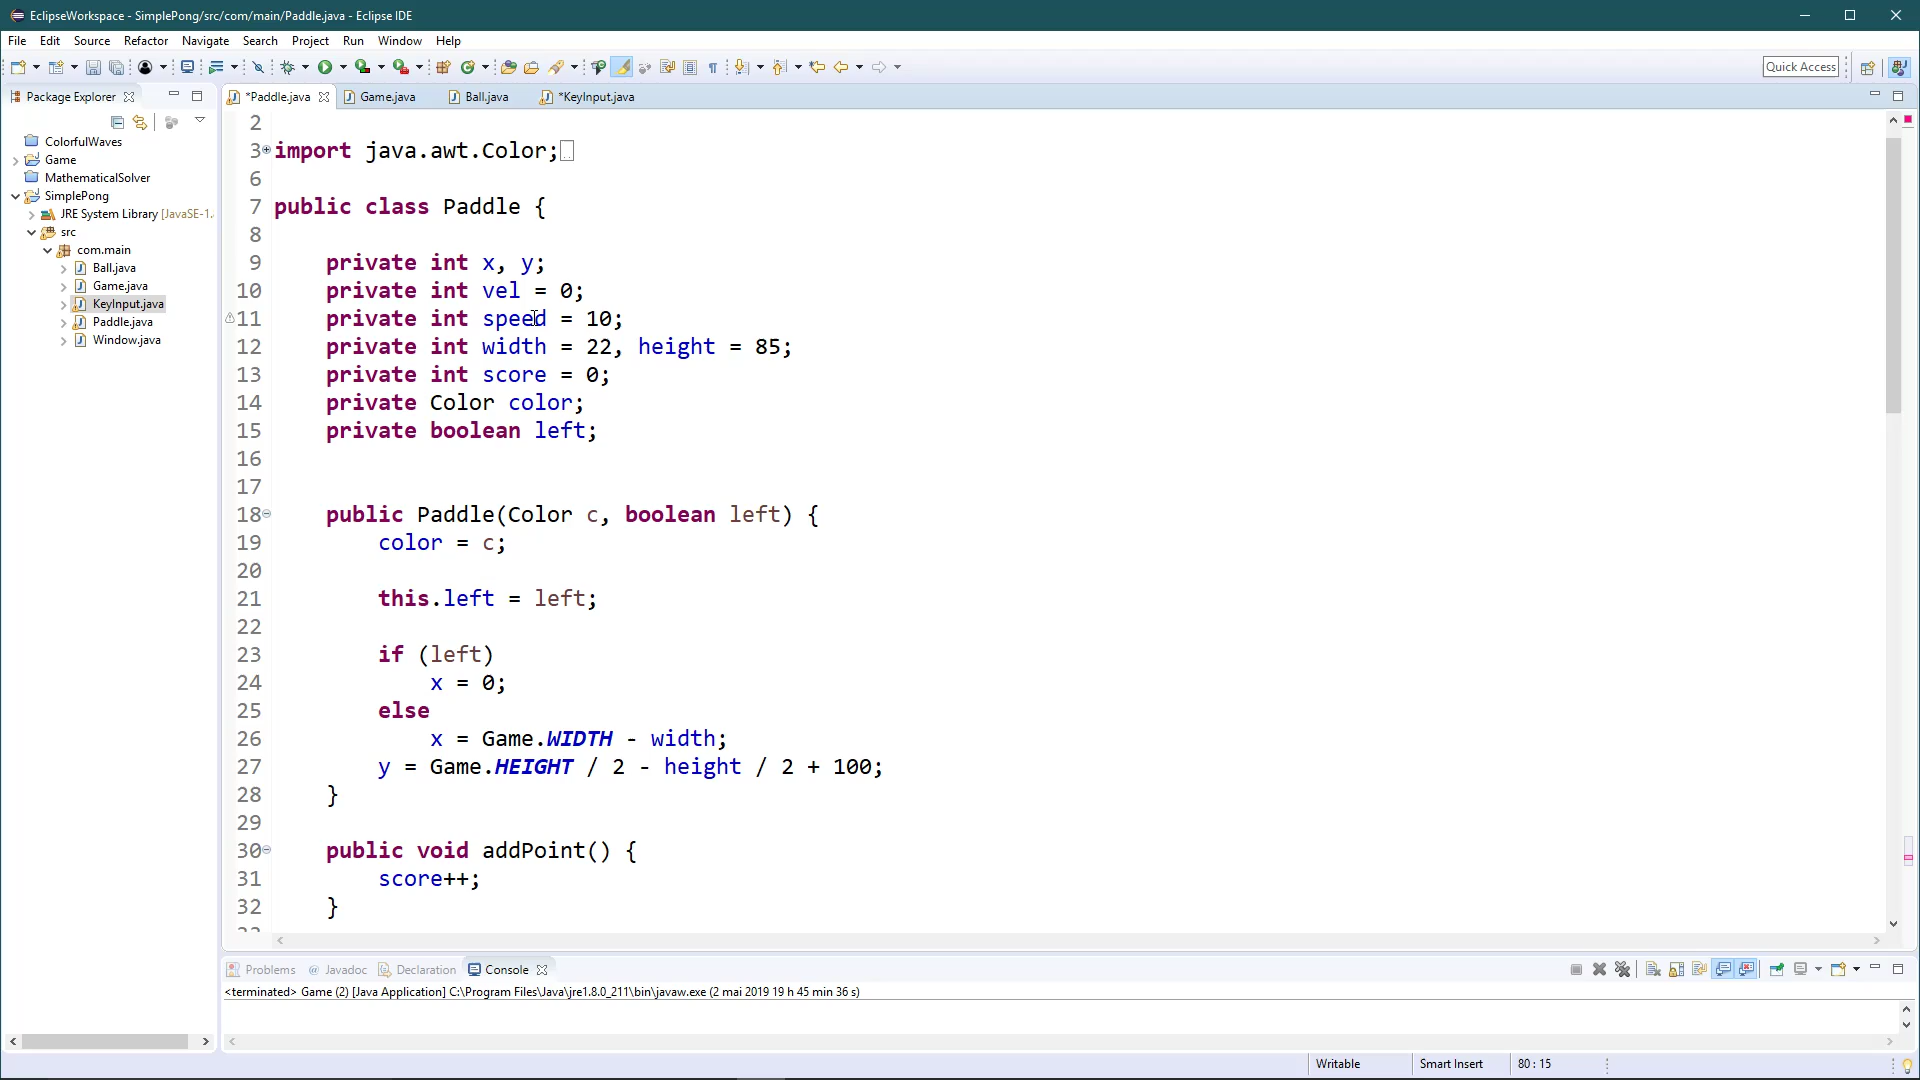 EclipseWorkspace - SimplePong/src/com/main/Paddle.java - Eclipse IDE
File Edit Source Refactor Navigate Search Project Run Window Help
Quick Access
Package Explorer
*Paddle.java Game.java Ball.java *KeyInput.java
ColorfulWaves
Game
MathematicalSolver
SimplePong
JRE System Library [JavaSE-1.
src
com.main
Ball.java
Game.java
KeyInput.java
Paddle.java
Window.java
2
3 import java.awt.Color;
6
7 public class Paddle {
8
9 private int x, y;
10 private int vel = 0;
11 private int speed = 10;
12 private int width = 22, height = 85;
13 private int score = 0;
14 private Color color;
15 private boolean left;
16
17
18 public Paddle(Color c, boolean left) {
19 color = c;
20
21 this.left = left;
22
23 if (left)
24 x = 0;
25 else
26 x = Game.WIDTH - width;
27 y = Game.HEIGHT / 2 - height / 2 + 100;
28 }
29
30 public void addPoint() {
31 score++;
32 }
Problems Javadoc Declaration Console
<terminated> Game (2) [Java Application] C:\Program Files\Java\jre1.8.0_211\bin\javaw.exe (2 mai 2019 19 h 45 min 36 s)
Writable Smart Insert 80 : 15